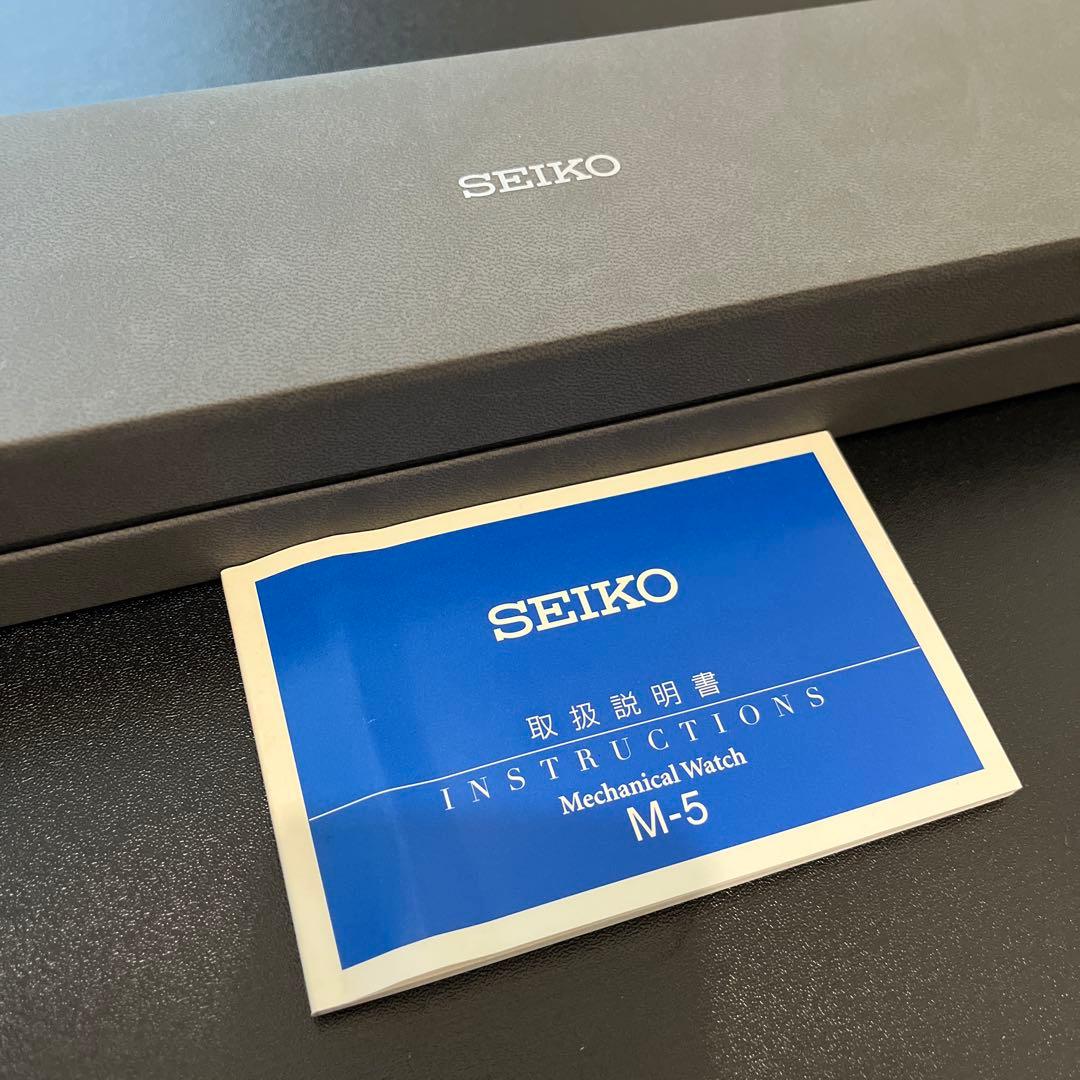 SEIKO
SEIKO
取扱説明書
INSTRUCTIONS
Mechanical Watch
M-5